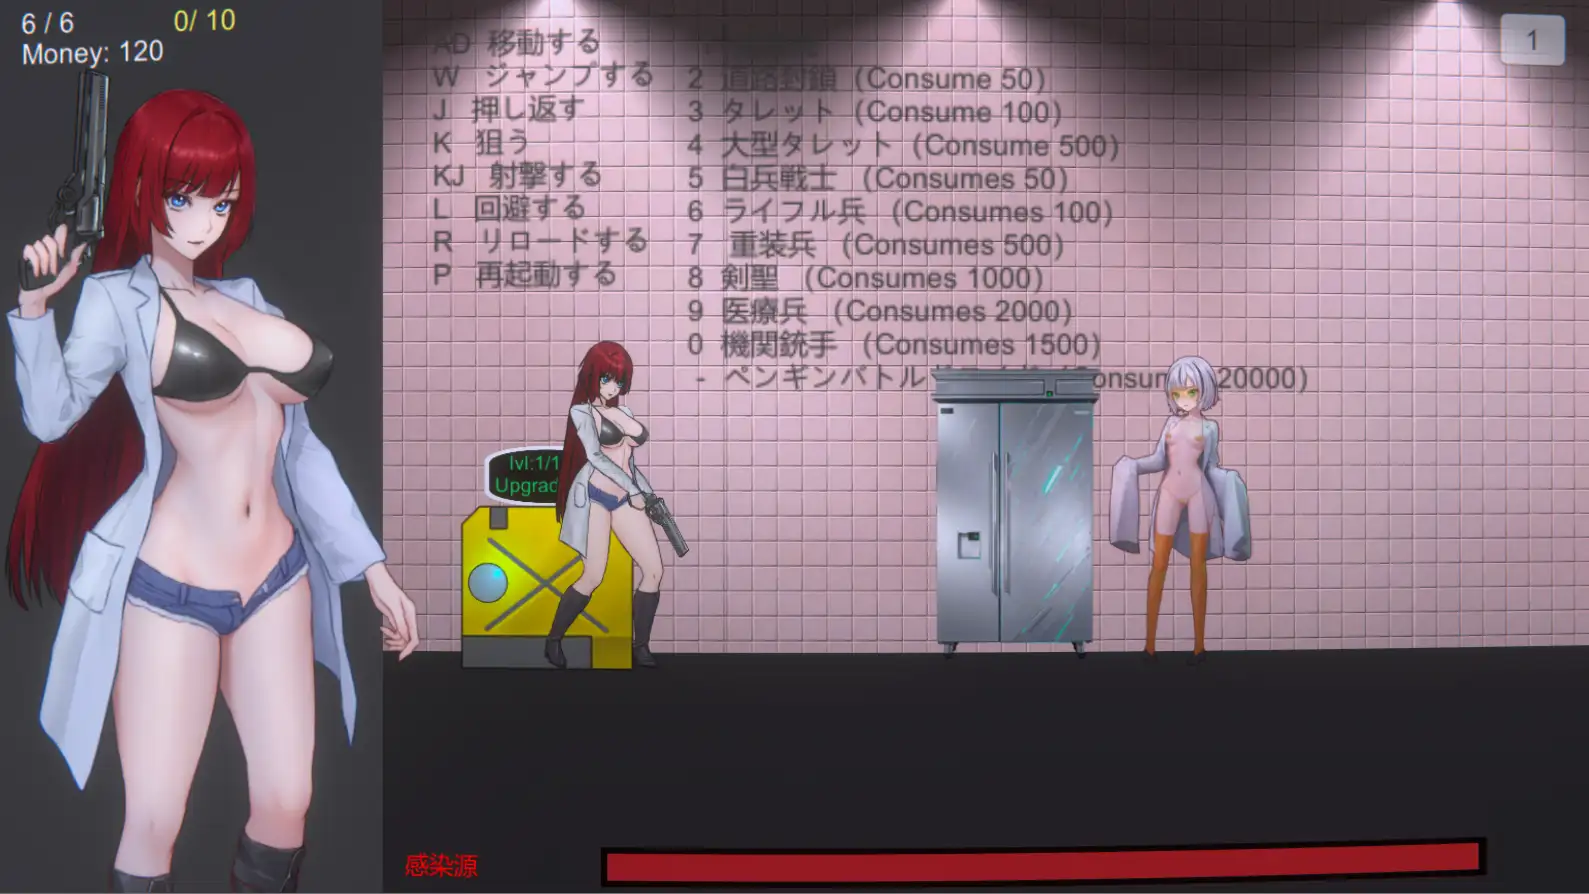 6 / 6
0/ 10
Money: 120
1
AD 移動する
W ジャンプする
J 押し返す
K 狙う
KJ 射撃する
L 回避する
R リロードする
P 再起動する
2 道路封鎖 (Consume 50)
3 タレット (Consume 100)
4 大型タレット (Consume 500)
5 白兵戦士 (Consumes 50)
6 ライフル兵 (Consumes 100)
7 重装兵 (Consumes 500)
8 剣聖 (Consumes 1000)
9 医療兵 (Consumes 2000)
0 機関銃手 (Consumes 1500)
- ペンギンバトル 20000)
lvl:1/1
Upgrad
感染源